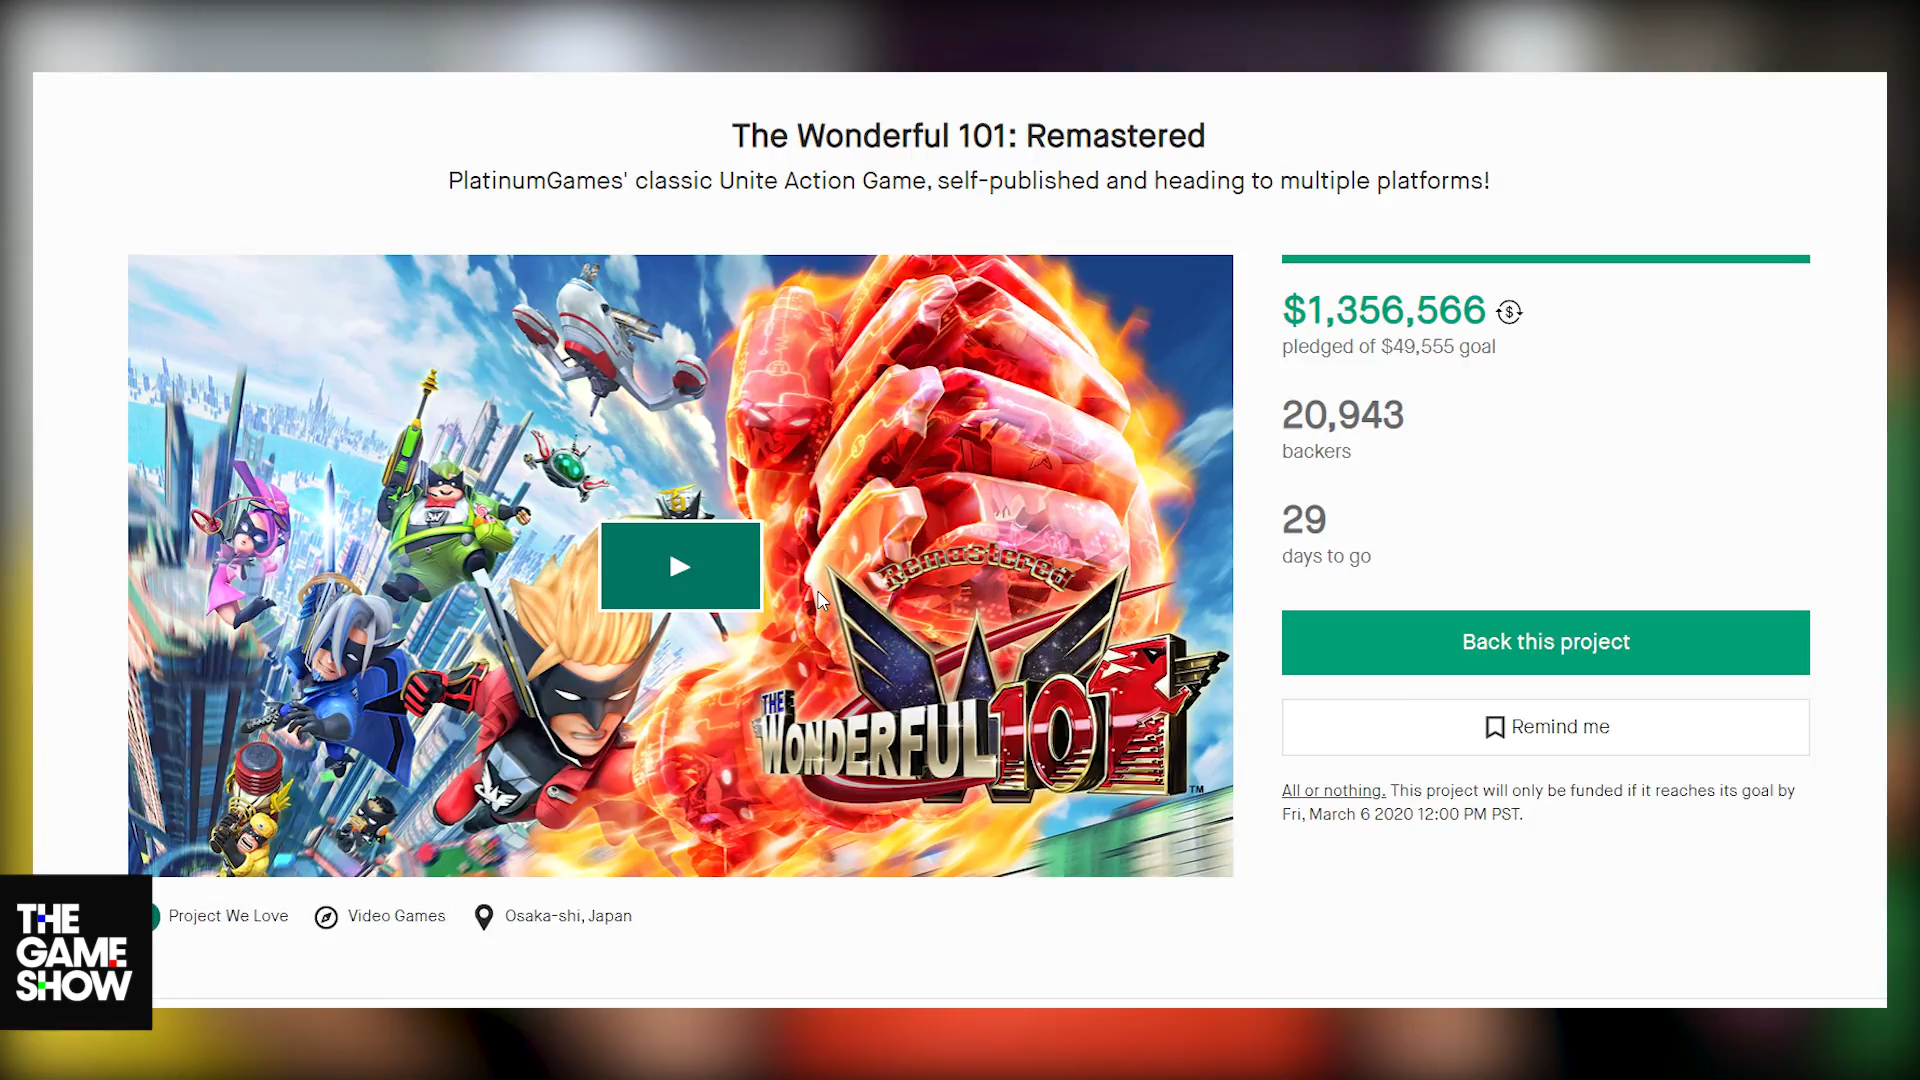 The Wonderful 101: Remastered
PlatinumGames' classic Unite Action Game, self-published and heading to multiple platforms!
Remastered
THE
WONDERFUL 101
TM
$1,356,566
pledged of $49,555 goal
20,943
backers
29
days to go
Back this project
Remind me
All or nothing. This project will only be funded if it reaches its goal by
Fri, March 6 2020 12:00 PM PST.
Project We Love
Video Games
Osaka-shi, Japan
THE
GAME
SHOW